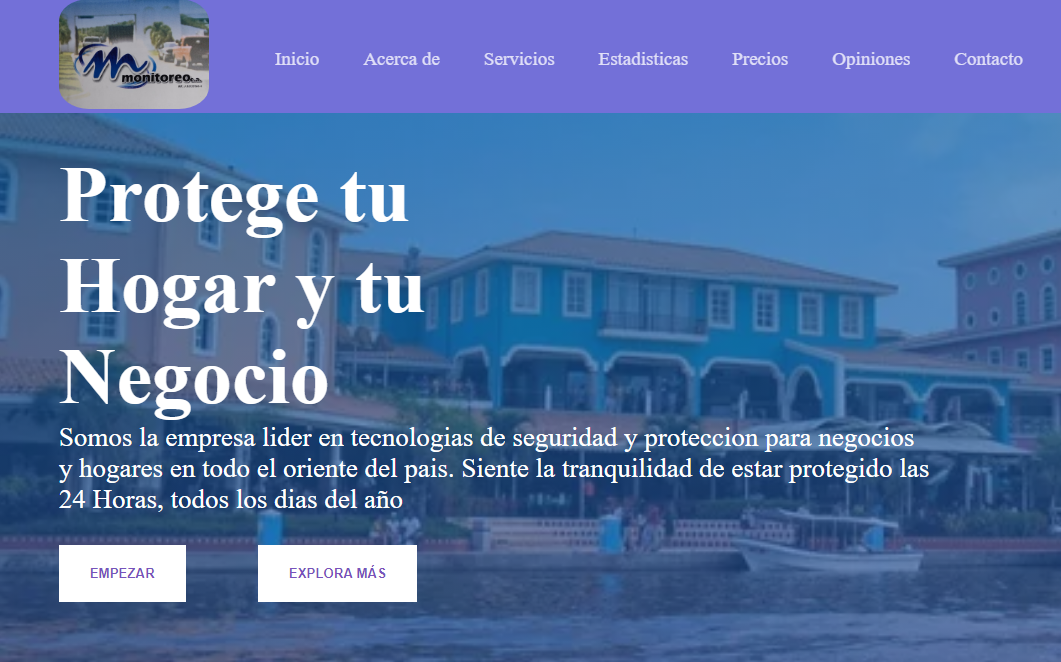 monitoreo
Inicio Acerca de Servicios Estadisticas Precios Opiniones Contacto
Protege tu
Hogar y tu
Negocio
Somos la empresa lider en tecnologias de seguridad y proteccion para negocios
y hogares en todo el oriente del pais. Siente la tranquilidad de estar protegido las
24 Horas, todos los dias del año
EMPEZAR EXPLORA MÁS